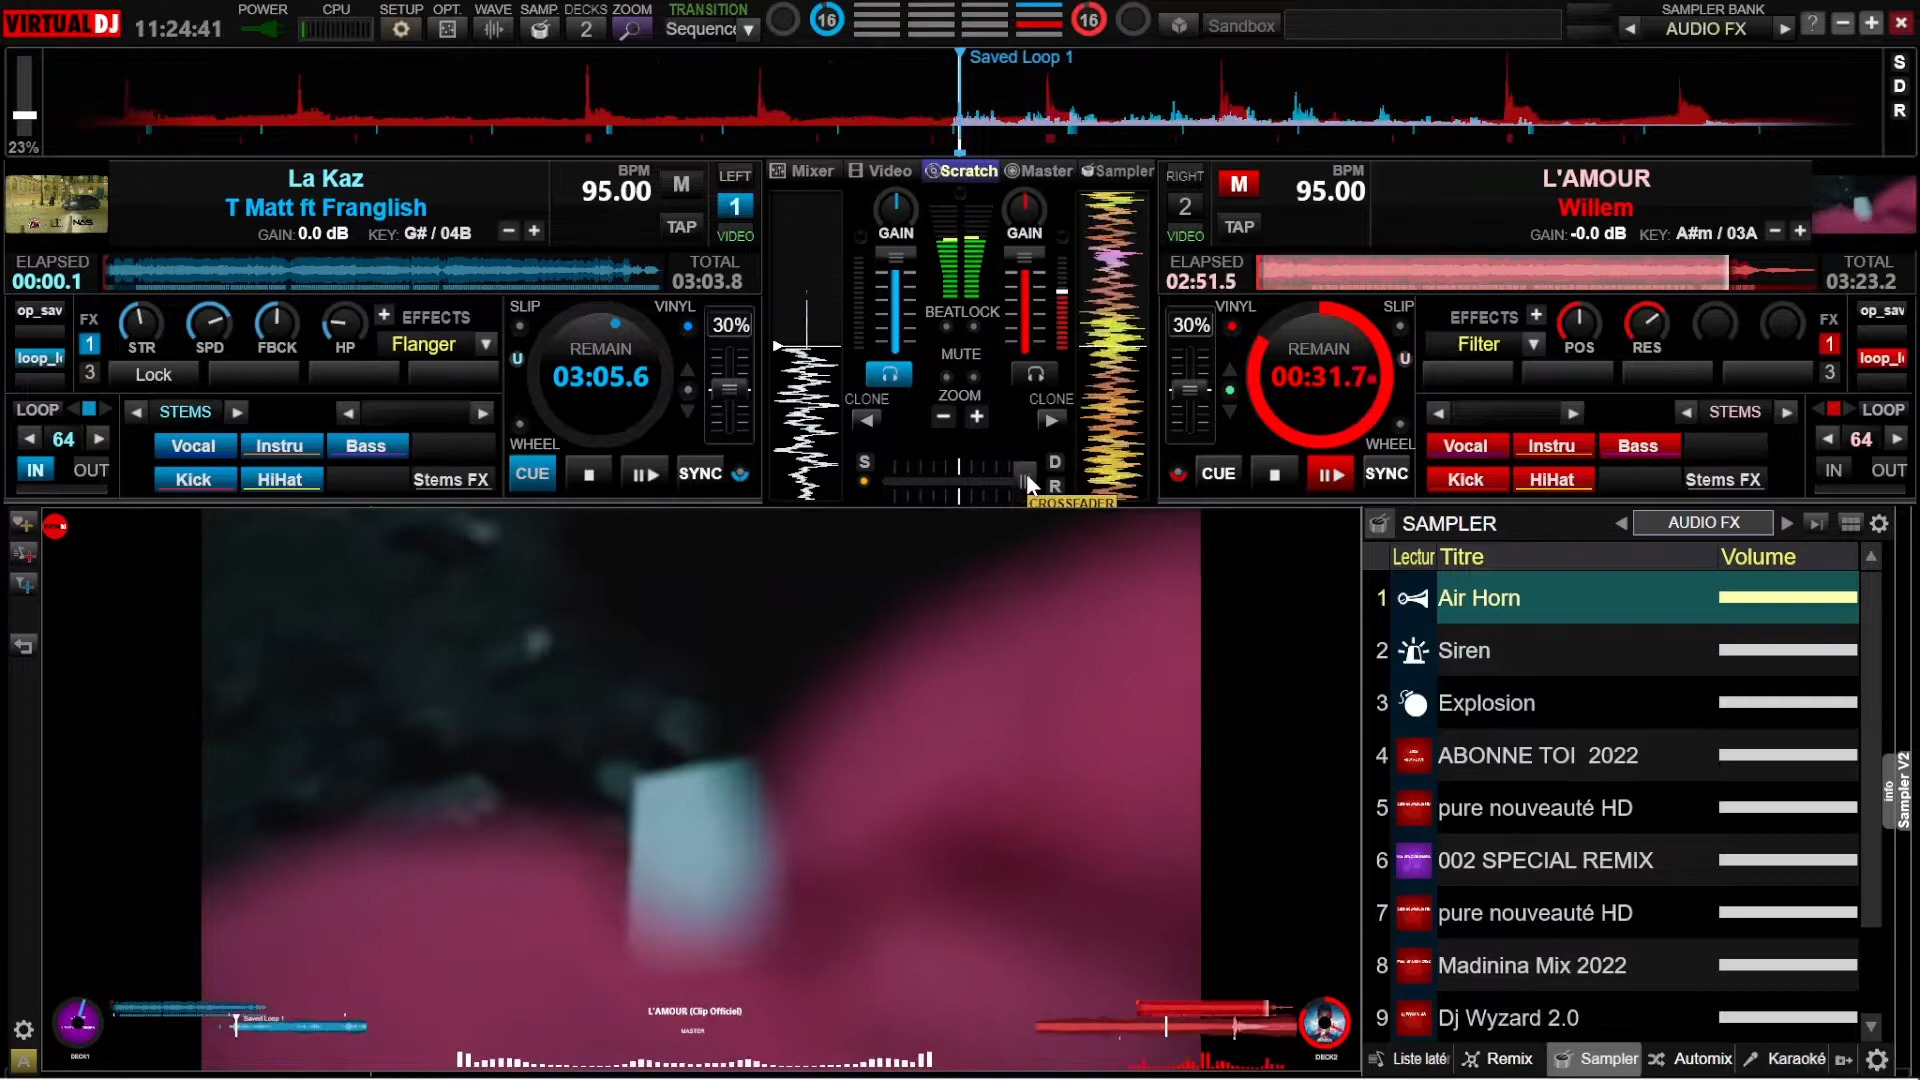 VIRTUALDJ
11:24:41
POWER
CPU
SETUP
OPT.
WAVE
SAMP.
DECKS
2
ZOOM
TRANSITION
Sequence
16
16
Sandbox
SAMPLER BANK
AUDIO FX
?
Saved Loop 1
S
D
R
23%
La Kaz
T Matt ft Franglish
GAIN: 0.0 dB KEY: G# / 04B
BPM
95.00
M
TAP
LEFT
1
VIDEO
Mixer
Video
Scratch
Master
Sampler
RIGHT
2
VIDEO
M
TAP
BPM
95.00
L'AMOUR
Willem
GAIN: -0.0 dB KEY: A#m / 03A
ELAPSED
00:00.1
TOTAL
03:03.8
GAIN
GAIN
BEATLOCK
MUTE
ZOOM
CLONE
CLONE
S
D
R
CROSSFADER
ELAPSED
02:51.5
TOTAL
03:23.2
op_sav
FX
1
3
STR
SPD
FBCK
HP
EFFECTS
Flanger
Lock
SLIP
VINYL
30%
U
REMAIN
03:05.6
WHEEL
LOOP
64
IN
OUT
STEMS
Vocal
Instru
Bass
Kick
HiHat
Stems FX
CUE
SYNC
30%
VINYL
SLIP
U
REMAIN
00:31.7
WHEEL
CUE
SYNC
EFFECTS
Filter
POS
RES
FX
1
3
op_sav
STEMS
LOOP
64
IN
OUT
Vocal
Instru
Bass
Kick
HiHat
Stems FX
SAMPLER
AUDIO FX
Lectur
Titre
Volume
1 Air Horn
2 Siren
3 Explosion
4 ABONNE TOI 2022
5 pure nouveauté HD
6 002 SPECIAL REMIX
7 pure nouveauté HD
8 Madinina Mix 2022
9 Dj Wyzard 2.0
info
Sampler V2
Saved Loop 1
DECK1
L'AMOUR (Clip Officiel)
MASTER
DECK2
A
Liste laté
Remix
Sampler
Automix
Karaoké